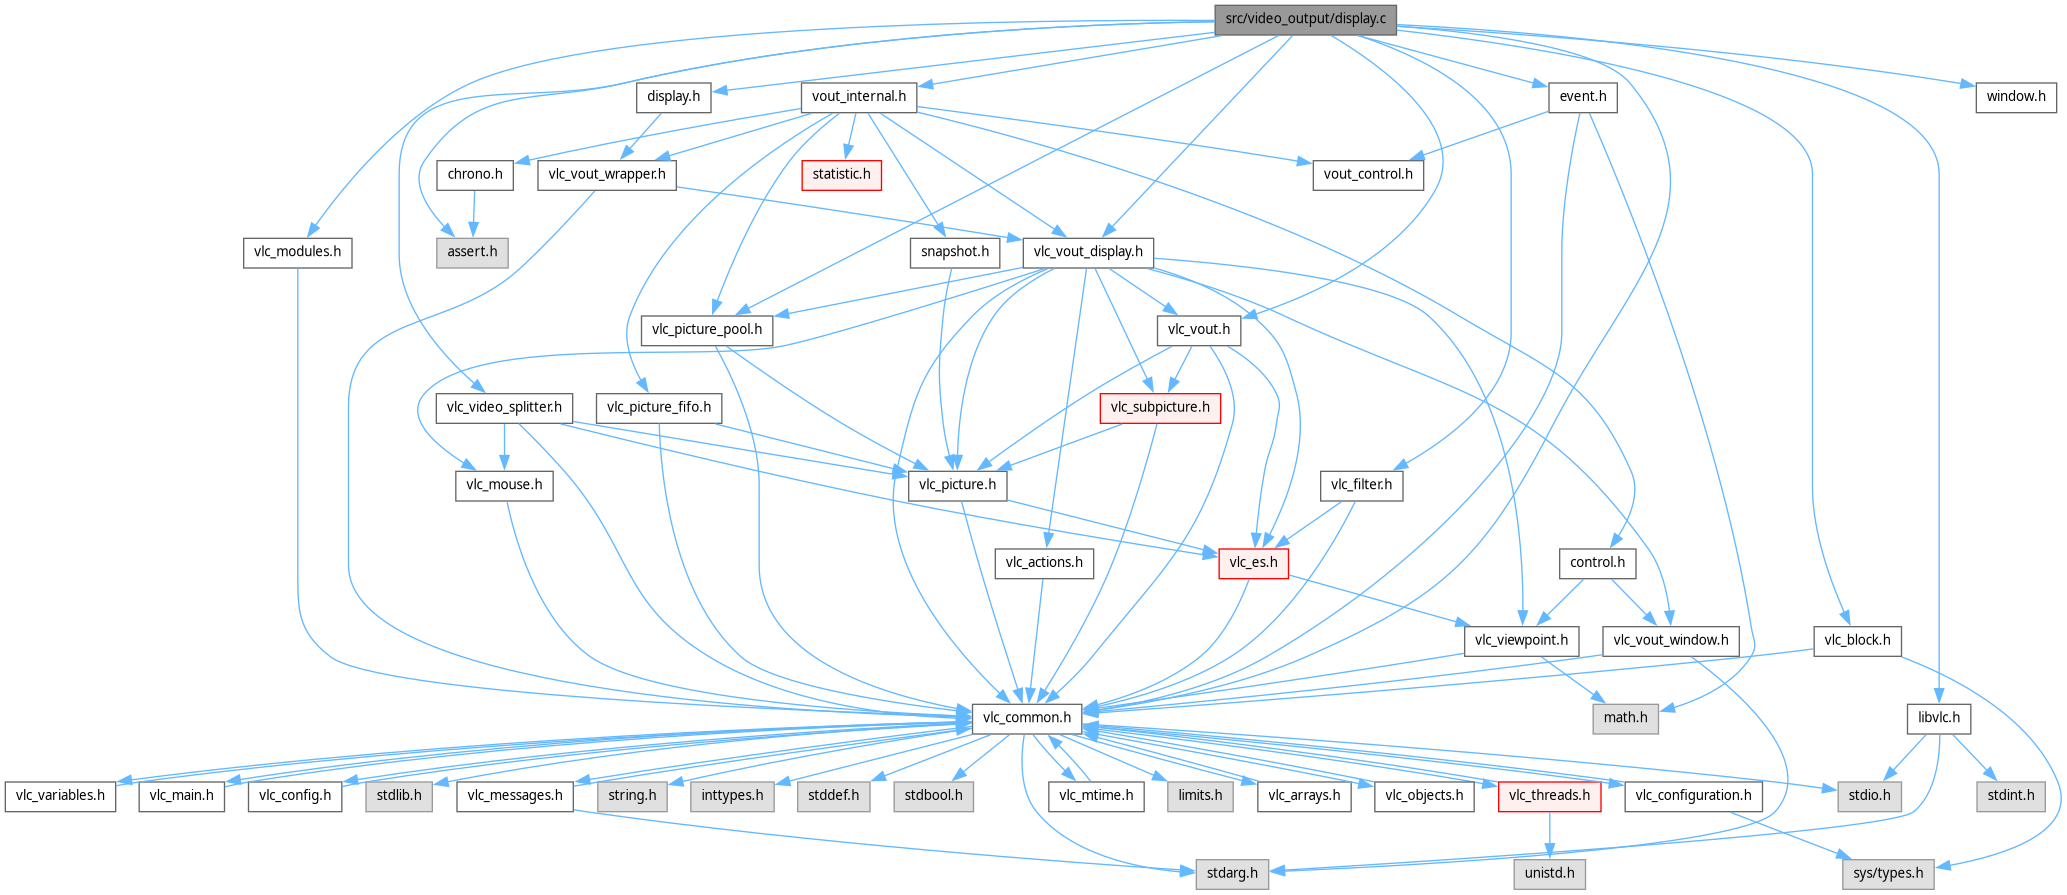 src/video_output/display.c
display.h
vout_internal.h
event.h
window.h
chrono.h
vlc_vout_wrapper.h
statistic.h
vout_control.h
vlc_modules.h
assert.h
snapshot.h
vlc_vout_display.h
vlc_picture_pool.h
vlc_vout.h
vlc_video_splitter.h
vlc_picture_fifo.h
vlc_subpicture.h
vlc_mouse.h
vlc_picture.h
vlc_filter.h
vlc_actions.h
vlc_es.h
control.h
vlc_viewpoint.h
vlc_vout_window.h
vlc_block.h
vlc_common.h
math.h
libvlc.h
vlc_variables.h
vlc_main.h
vlc_config.h
stdlib.h
vlc_messages.h
string.h
inttypes.h
stddef.h
stdbool.h
vlc_mtime.h
limits.h
vlc_arrays.h
vlc_objects.h
vlc_threads.h
vlc_configuration.h
stdio.h
stdint.h
stdarg.h
unistd.h
sys/types.h